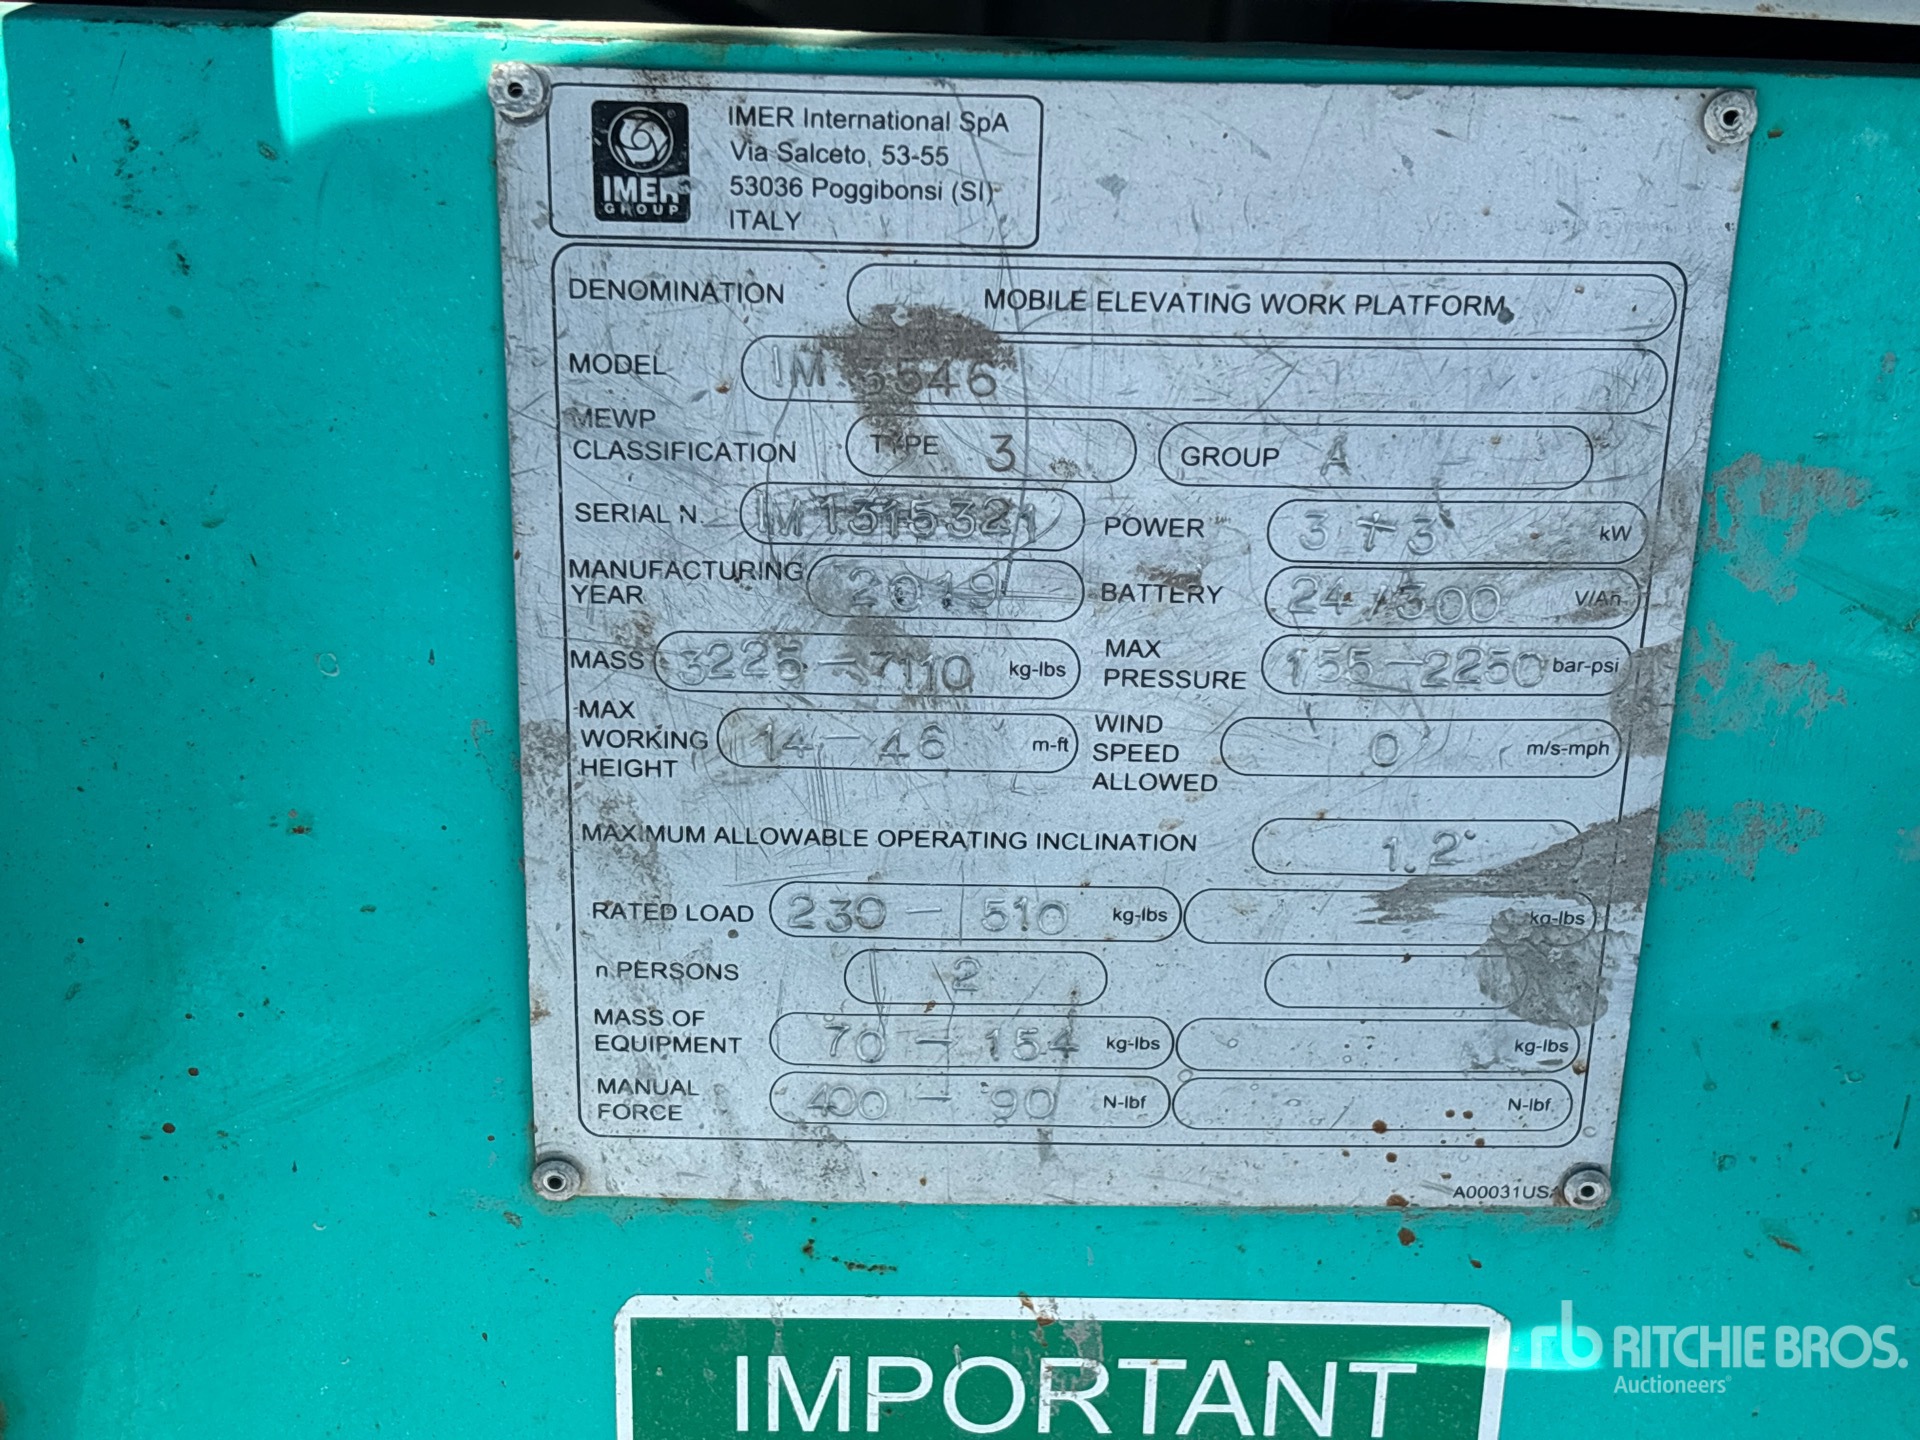 IMER
GROUP
IMER International SpA
Via Salceto, 53-55
53036 Poggibonsi (SI)
ITALY
DENOMINATION MOBILE ELEVATING WORK PLATFORM
MODEL IM 5546
MEWP
CLASSIFICATION TYPE 3 GROUP A
SERIAL N. IM1315321 POWER 3 + 3 kW
MANUFACTURING
YEAR 2019 BATTERY 24/300 V/Ah
MASS 3225 - 7110 kg-lbs MAX
PRESSURE 155-2250 bar-psi
MAX
WORKING
HEIGHT 14 - 46 m-ft WIND
SPEED
ALLOWED 0 m/s-mph
MAXIMUM ALLOWABLE OPERATING INCLINATION 1.2°
RATED LOAD 230 - 510 kg-lbs kg-lbs
n.PERSONS 2
MASS OF
EQUIPMENT 70 - 154 kg-lbs kg-lbs
MANUAL
FORCE 400 - 90 N-lbf N-lbf
A00031US
IMPORTANT
rb RITCHIE BROS.
Auctioneers